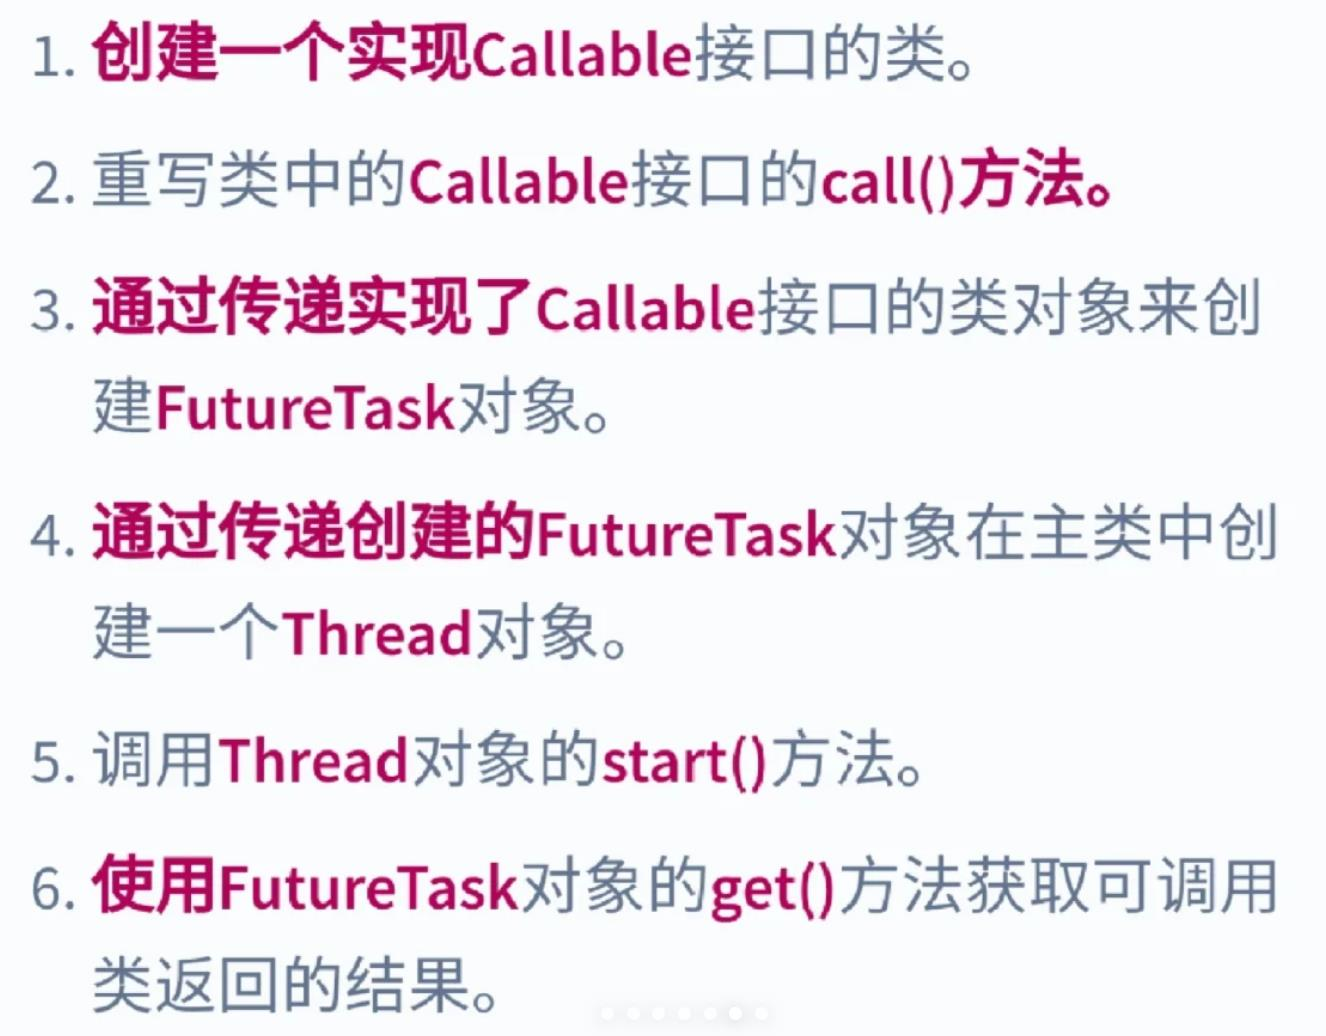 1. 创建一个实现Callable接口的类。
2. 重写类中的Callable接口的call()方法。
3. 通过传递实现了Callable接口的类对象来创
建FutureTask对象。
4. 通过传递创建的FutureTask对象在主类中创
建一个Thread对象。
5. 调用Thread对象的start()方法。
6. 使用FutureTask对象的get()方法获取可调用
类返回的结果。